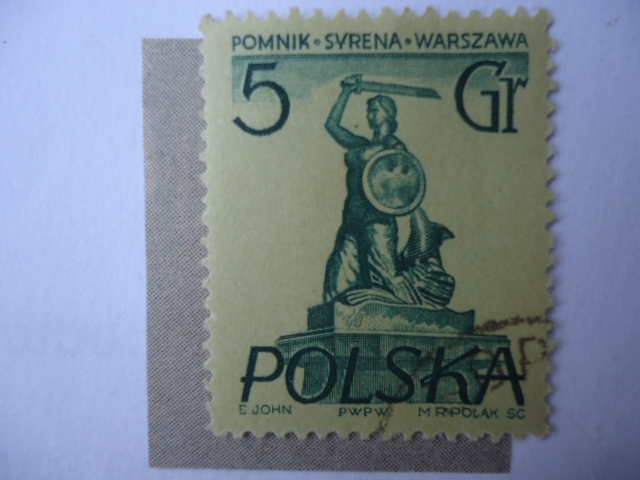 POMNIK • SYRENA • WARSZAWA
5 Gr
POLSKA
E JOHN PWPW. M R POLAK SC